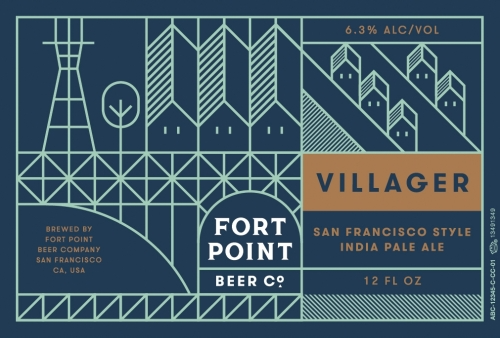 6.3% ALC/VOL
VILLAGER
SAN FRANCISCO STYLE
INDIA PALE ALE
12 FL OZ
FORT
POINT
BEER CO
BREWED BY
FORT POINT
BEER COMPANY
SAN FRANCISCO
CA, USA
ABC-12345-C-CC-01
13491349